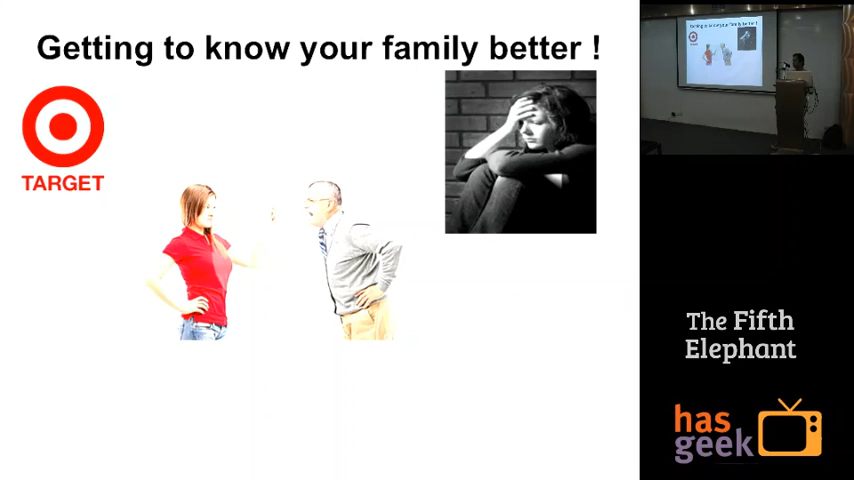 Getting to know your family better !
TARGET
The Fifth
Elephant
has
geek